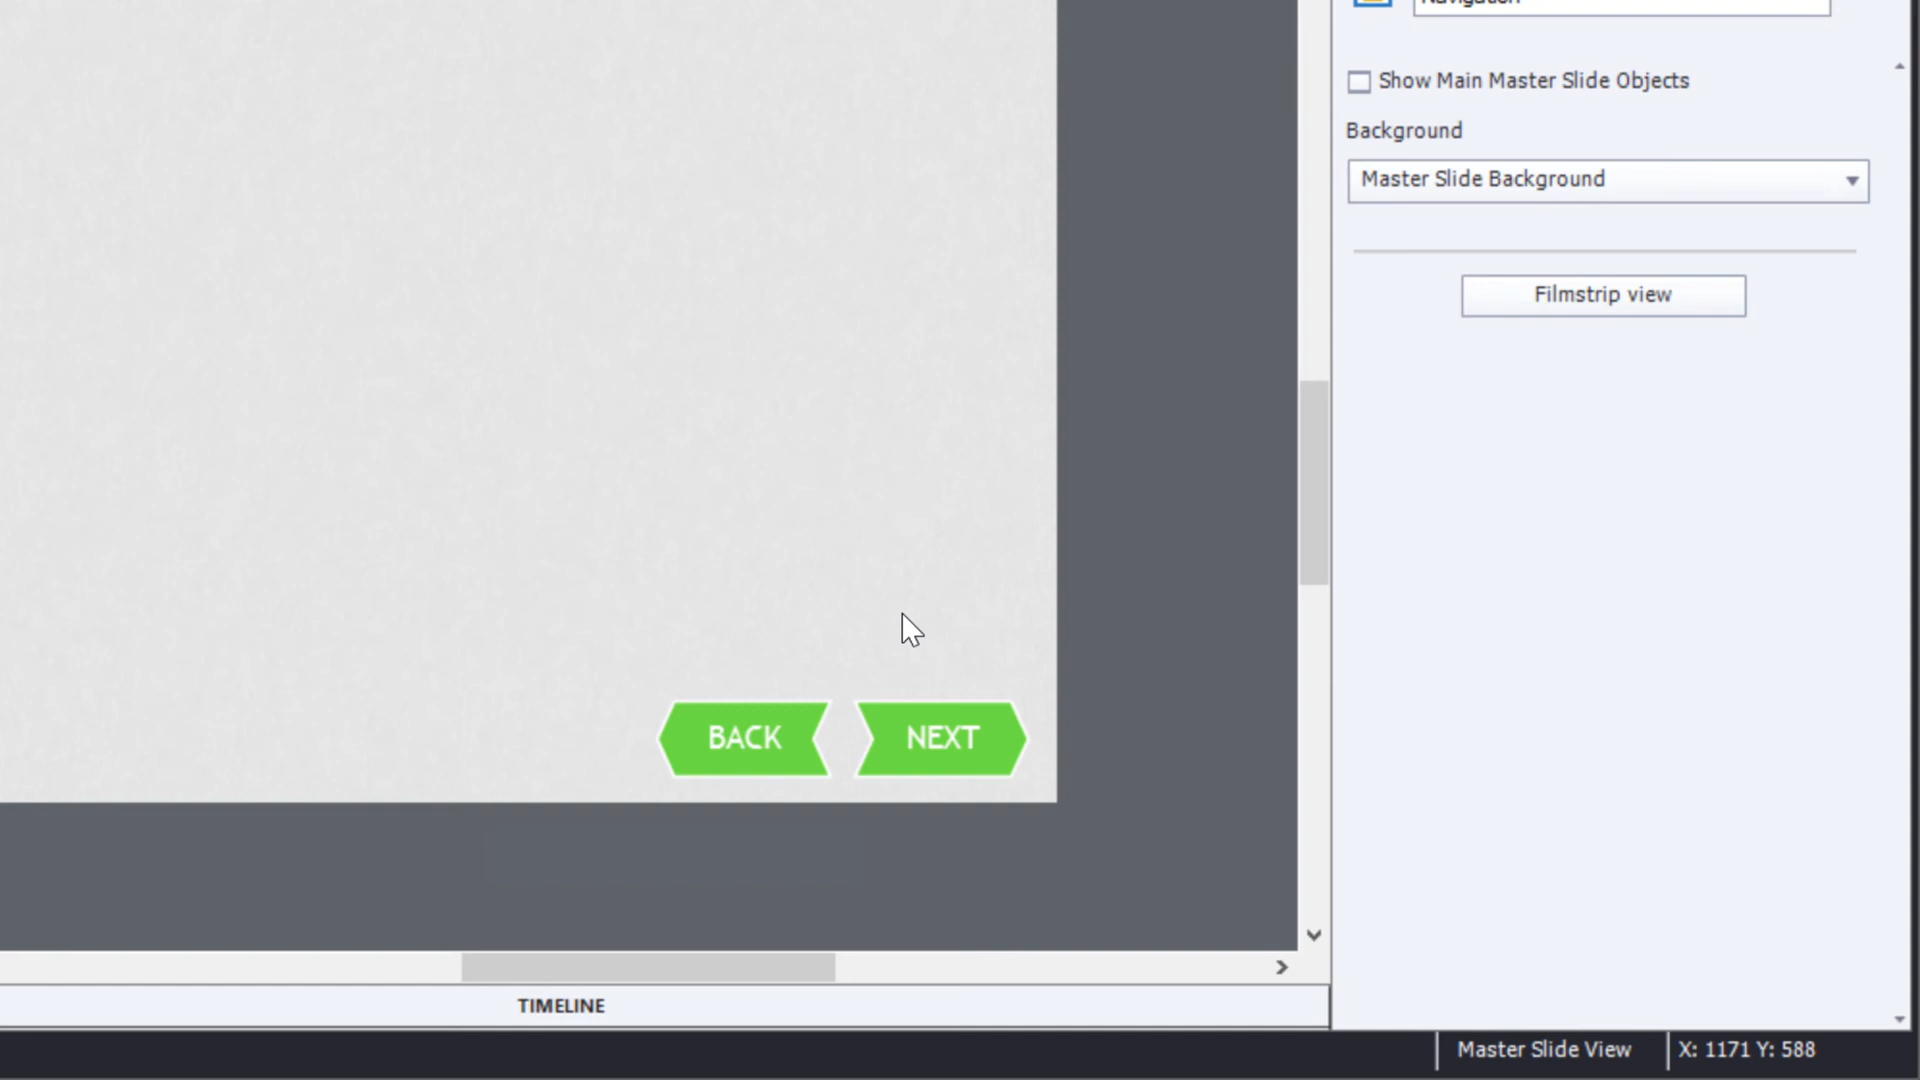 Navigation
Show Main Master Slide Objects
Background
Master Slide Background
Filmstrip view
BACK
NEXT
TIMELINE
Master Slide View
X: 1171 Y: 588